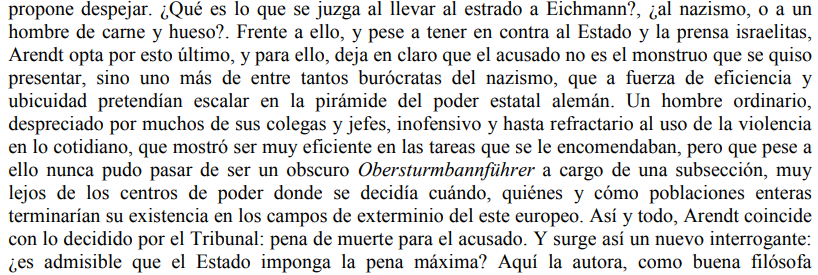 propone despejar. ¿Qué es lo que se juzga al llevar al estrado a Eichmann?, ¿al nazismo, o a un
hombre de carne y hueso?. Frente a ello, y pese a tener en contra al Estado y la prensa israelitas,
Arendt opta por esto último, y para ello, deja en claro que el acusado no es el monstruo que se quiso
presentar, sino uno más de entre tantos burócratas del nazismo, que a fuerza de eficiencia y
ubicuidad pretendían escalar en la pirámide del poder estatal alemán. Un hombre ordinario,
despreciado por muchos de sus colegas y jefes, inofensivo y hasta refractario al uso de la violencia
en lo cotidiano, que mostró ser muy eficiente en las tareas que se le encomendaban, pero que pese a
ello nunca pudo pasar de ser un obscuro Obersturmbannführer a cargo de una subsección, muy
lejos de los centros de poder donde se decidía cuándo, quiénes y cómo poblaciones enteras
terminarían su existencia en los campos de exterminio del este europeo. Así y todo, Arendt coincide
con lo decidido por el Tribunal: pena de muerte para el acusado. Y surge así un nuevo interrogante:
¿es admisible que el Estado imponga la pena máxima? Aquí la autora, como buena filósofa